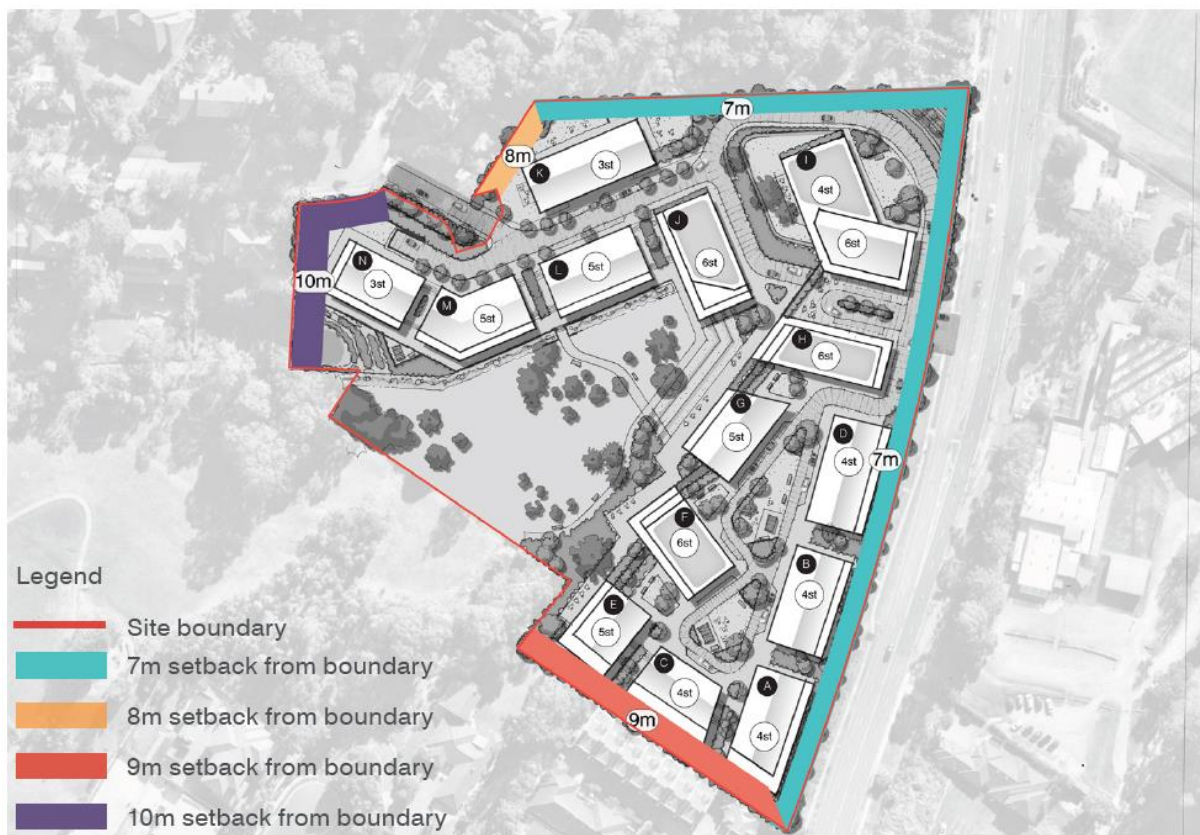 7m
8m
K
3st
I
4st
J
6st
6st
10m
N
3st
M
5st
L
5st
H
6st
G
5st
D
4st
7m
F
6st
B
4st
E
5st
C
4st
A
4st
9m
Legend
Site boundary
7m setback from boundary
8m setback from boundary
9m setback from boundary
10m setback from boundary